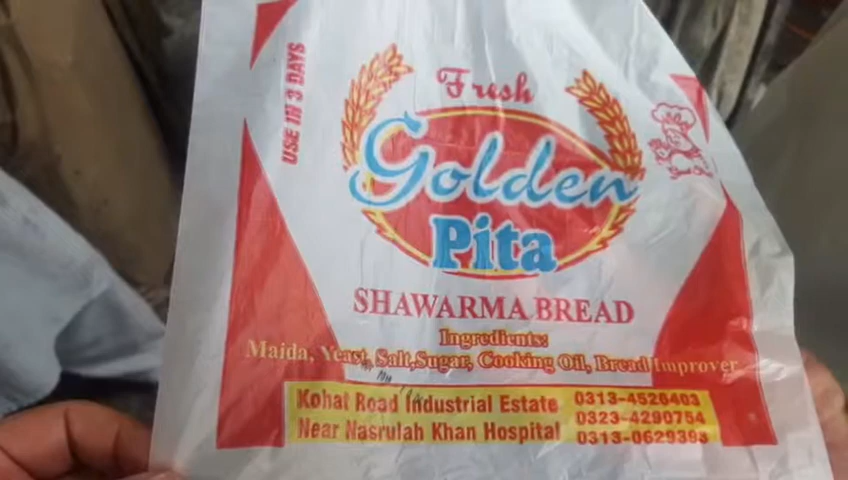 USE IN 3 DAYS
Fresh
Golden
Pita
SHAWARMA BREAD
Ingredients:
Maida, Yeast, Salt,Sugar, Cooking Oil, Bread Improver
Kohat Road Industrial Estate 0313-4526403
Near Nasrulah Khan Hospital 0323-4290754
0313-0629393